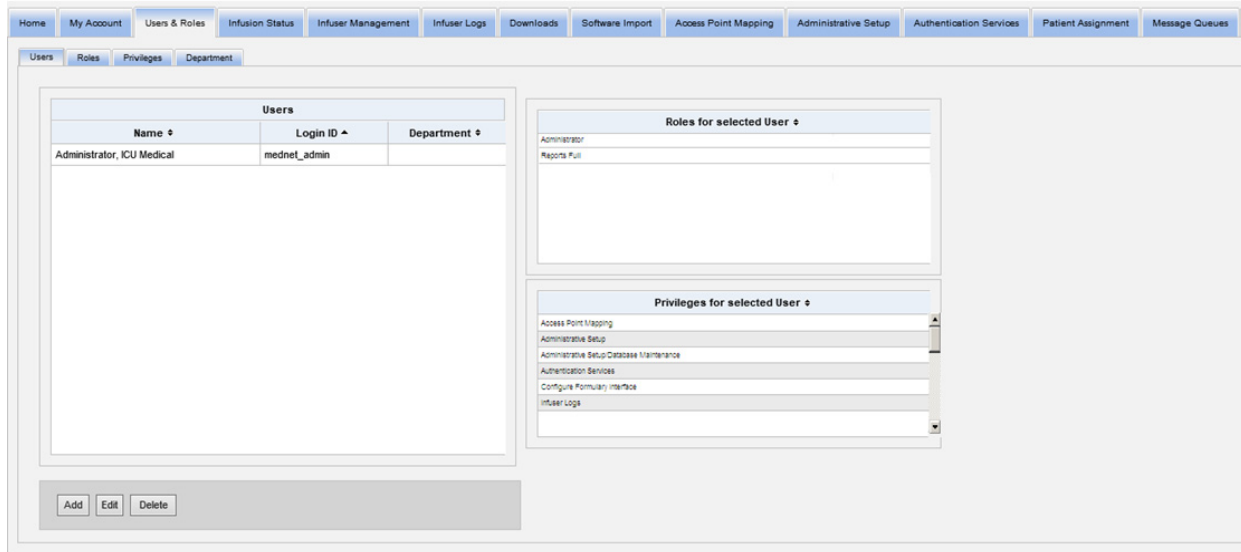 Home My Account Users & Roles Infusion Status Infuser Management Infuser Logs Downloads Software Import Access Point Mapping Administrative Setup Authentication Services Patient Assignment Message Queues
Users Roles Privileges Department
Users
Name Login ID Department
Administrator, ICU Medical mednet_admin
Roles for selected User
Administrator
Reports Full
Privileges for selected User
Access Point Mapping
Administrative Setup
Administrative Setup/Database Maintenance
Authentication Services
Configure Formulary Interface
Infuser Logs
Add Edit Delete